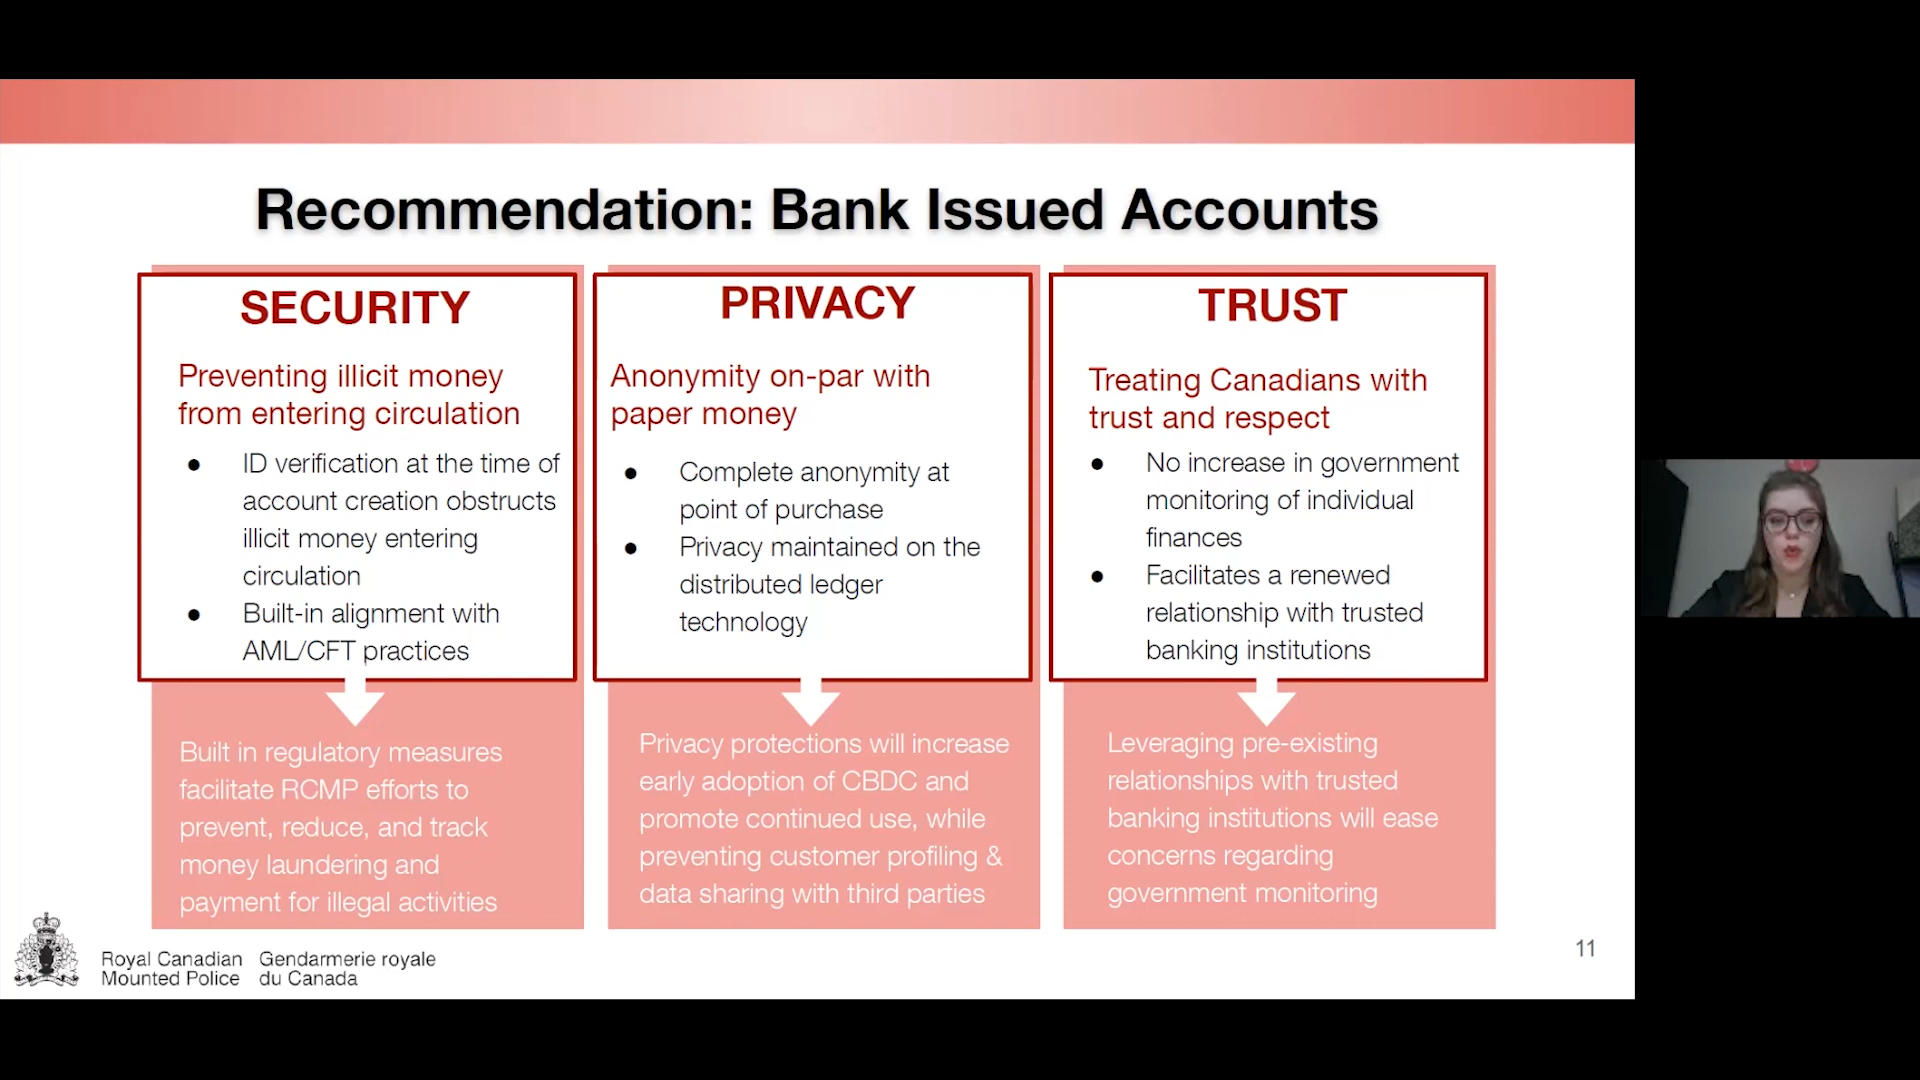 Recommendation: Bank Issued Accounts
SECURITY
Preventing illicit money
from entering circulation
● ID verification at the time of
account creation obstructs
illicit money entering
circulation
● Built-in alignment with
AML/CFT practices
Built in regulatory measures
facilitate RCMP efforts to
prevent, reduce, and track
money laundering and
payment for illegal activities
PRIVACY
Anonymity on-par with
paper money
● Complete anonymity at
point of purchase
● Privacy maintained on the
distributed ledger
technology
Privacy protections will increase
early adoption of CBDC and
promote continued use, while
preventing customer profiling &
data sharing with third parties
TRUST
Treating Canadians with
trust and respect
● No increase in government
monitoring of individual
finances
● Facilitates a renewed
relationship with trusted
banking institutions
Leveraging pre-existing
relationships with trusted
banking institutions will ease
concerns regarding
government monitoring
Royal Canadian
Mounted Police
Gendarmerie royale
du Canada
11